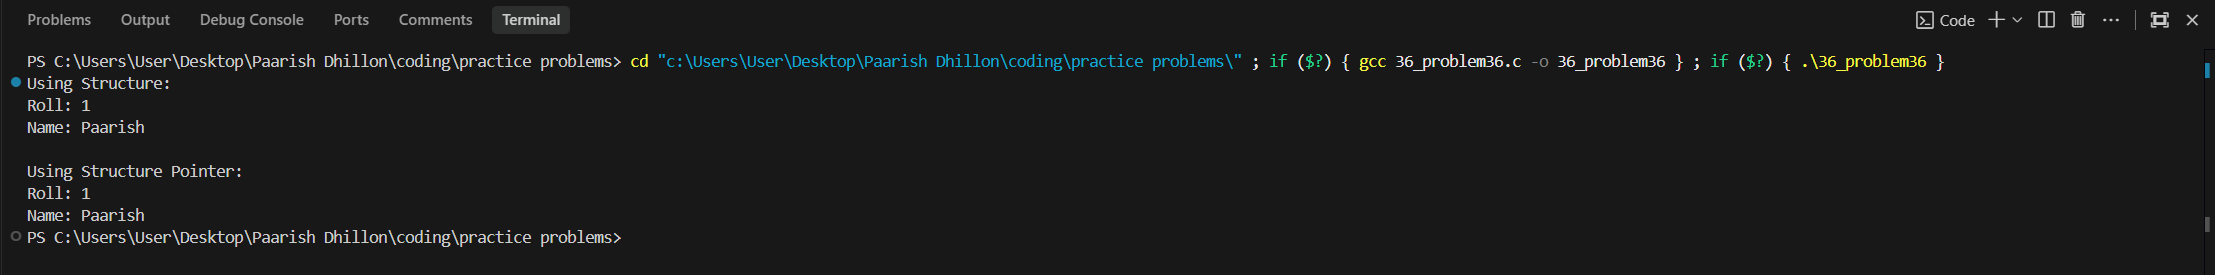 Problems Output Debug Console Ports Comments Terminal Code
PS C:\Users\User\Desktop\Paarish Dhillon\coding\practice problems> cd "c:\Users\User\Desktop\Paarish Dhillon\coding\practice problems\" ; if ($?) { gcc 36_problem36.c -o 36_problem36 } ; if ($?) { .\36_problem36 }
Using Structure:
Roll: 1
Name: Paarish

Using Structure Pointer:
Roll: 1
Name: Paarish
PS C:\Users\User\Desktop\Paarish Dhillon\coding\practice problems>